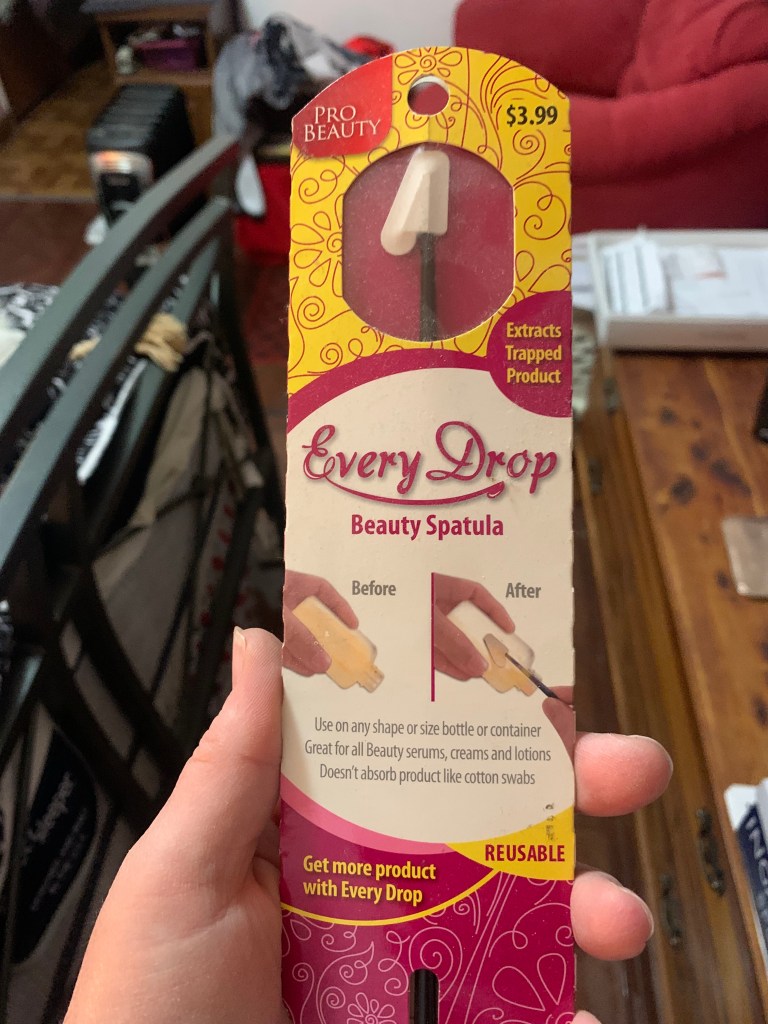 PRO
BEAUTY
$3.99
Extracts
Trapped
Product
Every Drop
Beauty Spatula
Before
After
Use on any shape or size bottle or container
Great for all Beauty serums, creams and lotions
Doesn't absorb product like cotton swabs
REUSABLE
Get more product
with Every Drop